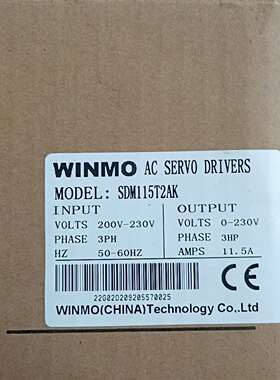 WINMO AC SERVO DRIVERS
MODEL: SDM115T2AK
INPUT OUTPUT
VOLTS 200V-230V VOLTS 0-230V
PHASE 3PH PHASE 3HP
HZ 50-60HZ AMPS 11.5A
CE
22G02D209205570025
WINMO(CHINA)Technology Co,.Ltd